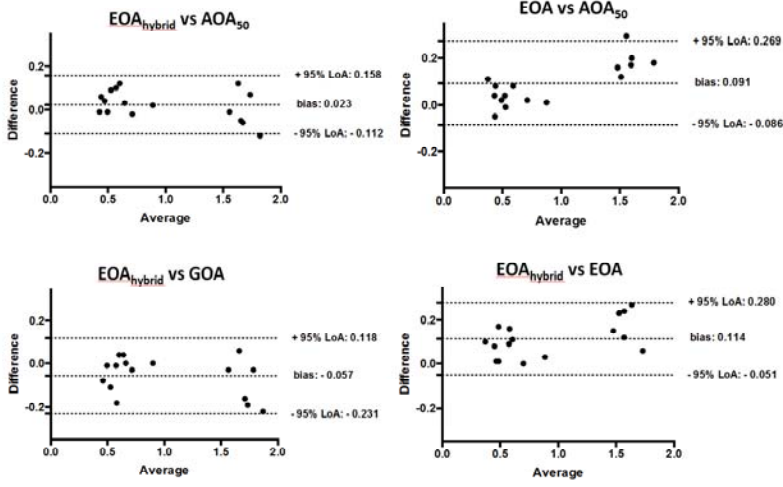 EOAhybrid vs AOA50
Difference
0.2
0.0
-0.2
+ 95% LoA: 0.158
bias: 0.023
- 95% LoA: - 0.112
0.0 0.5 1.0 1.5 2.0
Average
EOA vs AOA50
Difference
0.2
0.0
-0.2
+ 95% LoA: 0.269
bias: 0.091
- 95% LoA: - 0.086
0.0 0.5 1.0 1.5 2.0
Average
EOAhybrid vs GOA
Difference
0.2
0.0
-0.2
+ 95% LoA: 0.118
bias: - 0.057
- 95% LoA: - 0.231
0.0 0.5 1.0 1.5 2.0
Average
EOAhybrid vs EOA
Difference
0.2
0.0
-0.2
+ 95% LoA: 0.280
bias: 0.114
- 95% LoA: - 0.051
0.0 0.5 1.0 1.5 2.0
Average